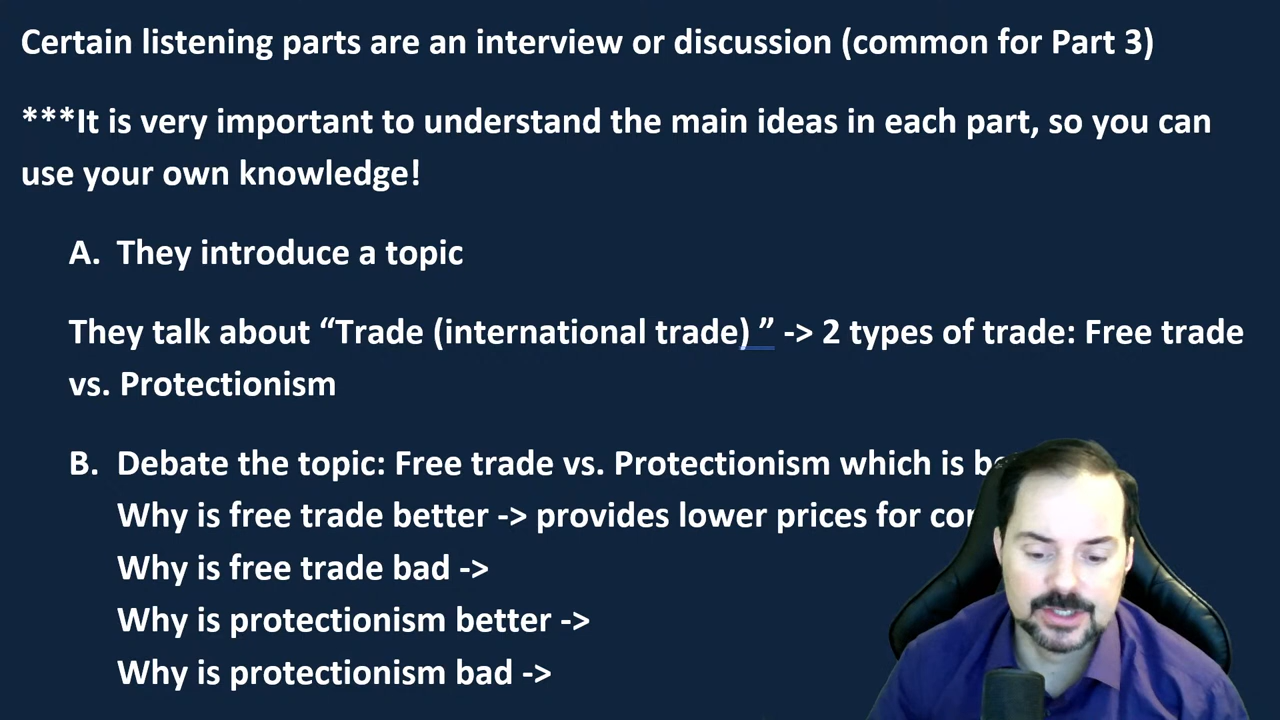 Certain listening parts are an interview or discussion (common for Part 3)
***It is very important to understand the main ideas in each part, so you can
use your own knowledge!
A. They introduce a topic
They talk about “Trade (international trade) ” -> 2 types of trade: Free trade
vs. Protectionism
B. Debate the topic: Free trade vs. Protectionism which is
Why is free trade better -> provides lower prices for
Why is free trade bad ->
Why is protectionism better ->
Why is protectionism bad ->